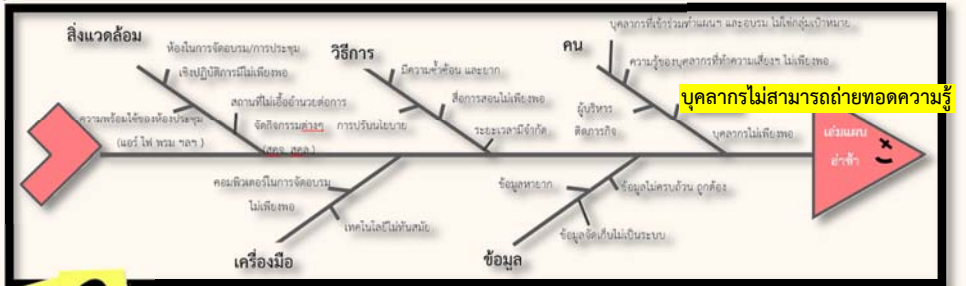 สิ่งแวดล้อม
ห้องในการจัดอบรม/การประชุม
เชิงปฏิบัติการมีไม่เพียงพอ
สถานที่ไม่เอื้ออำนวยต่อการ
จัดกิจกรรมต่างๆ
(สคจ. สคล.)
ความพร้อมใช้ของห้องประชุม
(แอร์ ไฟ พรม ฯลฯ )
วิธีการ
มีความซ้ำซ้อน และยาก
สื่อการสอนไม่เพียงพอ
การปรับนโยบาย
ระยะเวลามีจำกัด
คน
บุคลากรที่เข้าร่วมทำแผนฯ และอบรม ไม่ใช่กลุ่มเป้าหมาย
ความรู้ของบุคลากรที่ทำความเสี่ยงฯ ไม่เพียงพอ
บุคลากรไม่สามารถถ่ายทอดความรู้
ผู้บริหาร
ติดภารกิจ
บุคลากรไม่เพียงพอ
เล่มแผน
ล่าช้า
คอมพิวเตอร์ในการจัดอบรม
ไม่เพียงพอ
เทคโนโลยีไม่ทันสมัย
เครื่องมือ
ข้อมูลหายาก
ข้อมูลไม่ครบถ้วน ถูกต้อง
ข้อมูลจัดเก็บไม่เป็นระบบ
ข้อมูล